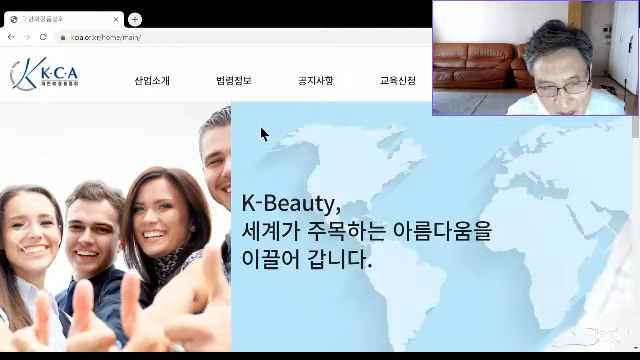 kcia.or.kr/home/main/
K·C·A
대한화장품협회
산업소개
법령정보
공지사항
교육신청
K-Beauty,
세계가 주목하는 아름다움을
이끌어 갑니다.